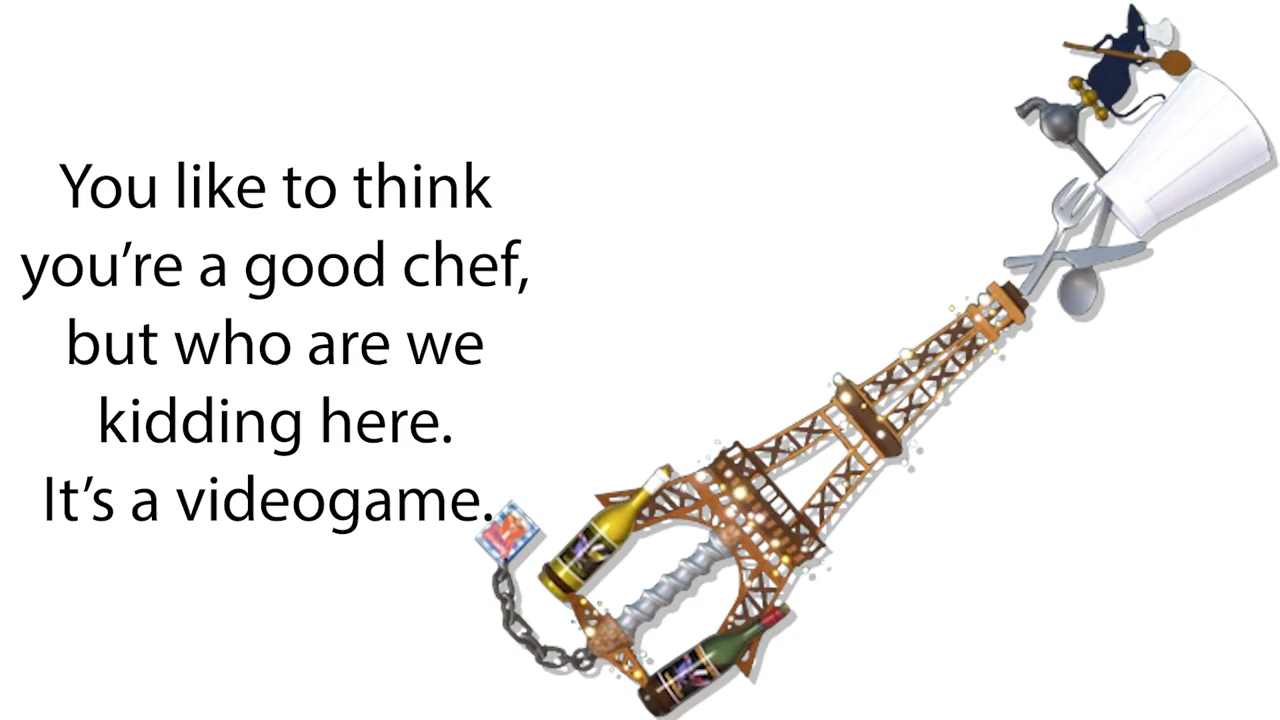 You like to think
you’re a good chef,
but who are we
kidding here.
It’s a videogame.